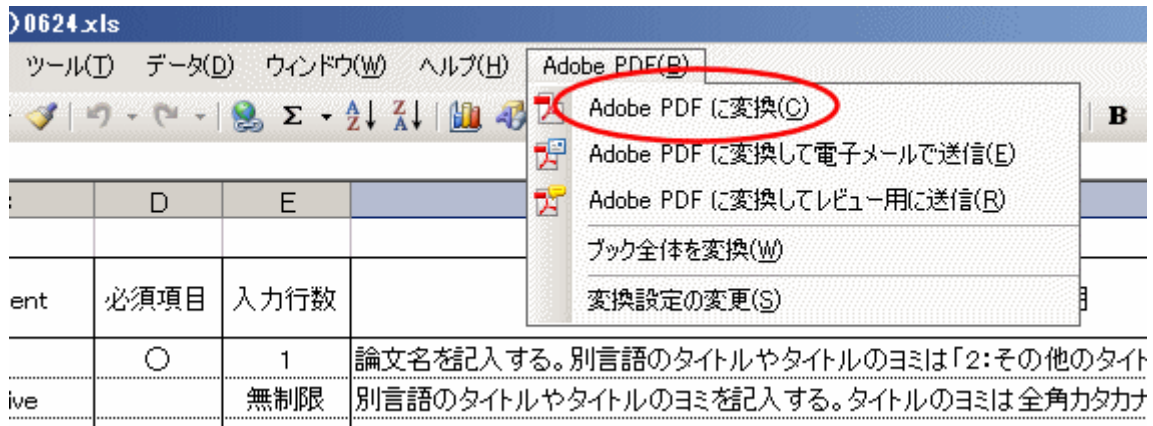 )0624.xls
ツール(T) データ(D) ウィンドウ(W) ヘルプ(H) Adobe PDF(B)
Adobe PDF に変換(C)
Σ
A Z
Z A
B
Adobe PDF に変換して電子メールで送信(E)
Adobe PDF に変換してレビュー用に送信(R)
D E
ブック全体を変換(W)
変換設定の変更(S)
ent 必須項目 入力行数
○ 1 論文名を記入する。別言語のタイトルやタイトルのヨミは「2:その他のタイト
ive 無制限 別言語のタイトルやタイトルのヨミを記入する。タイトルのヨミは全角カタカナ